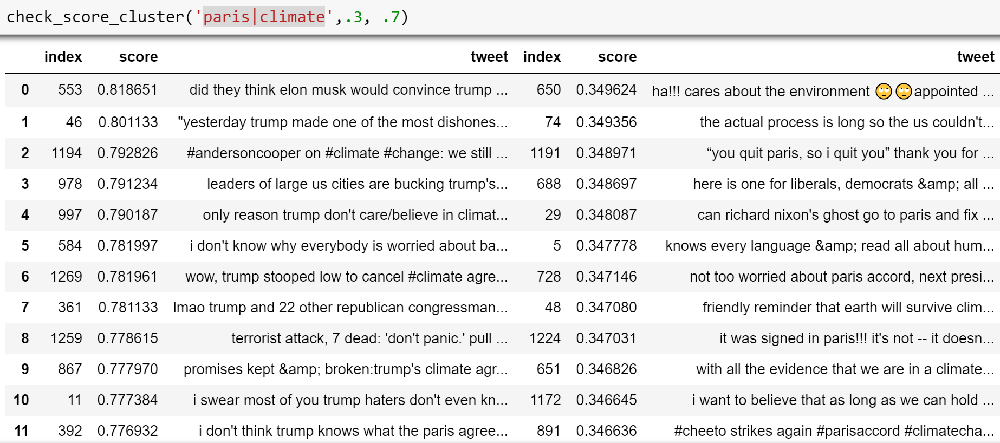 check_score_cluster('paris|climate',.3, .7)
index score tweet index score tweet
0 553 0.818651 did they think elon musk would convince trump ... 650 0.349624 ha!!! cares about the environment 🙄🙄appointed ...
1 46 0.801133 "yesterday trump made one of the most dishones... 74 0.349356 the actual process is long so the us couldn't...
2 1194 0.792826 #andersoncooper on #climate #change: we still ... 1191 0.348971 “you quit paris, so i quit you” thank you for ...
3 978 0.791234 leaders of large us cities are bucking trump's... 688 0.348697 here is one for liberals, democrats &amp; all ...
4 997 0.790187 only reason trump don't care/believe in climat... 29 0.348087 can richard nixon's ghost go to paris and fix ...
5 584 0.781997 i don't know why everybody is worried about ba... 5 0.347778 knows every language &amp; read all about hum...
6 1269 0.781961 wow, trump stooped low to cancel #climate agre... 728 0.347146 not too worried about paris accord, next presi...
7 361 0.781133 lmao trump and 22 other republican congressman... 48 0.347080 friendly reminder that earth will survive clim...
8 1259 0.778615 terrorist attack, 7 dead: 'don't panic.' pull ... 1224 0.347031 it was signed in paris!!! it's not -- it doesn...
9 867 0.777970 promises kept &amp; broken:trump's climate agr... 651 0.346826 with all the evidence that we are in a climate...
10 11 0.777384 i swear most of you trump haters don't even kn... 1172 0.346645 i want to believe that as long as we can hold ...
11 392 0.776932 i don't think trump knows what the paris agree... 891 0.346636 #cheeto strikes again #parisaccord #climatecha...